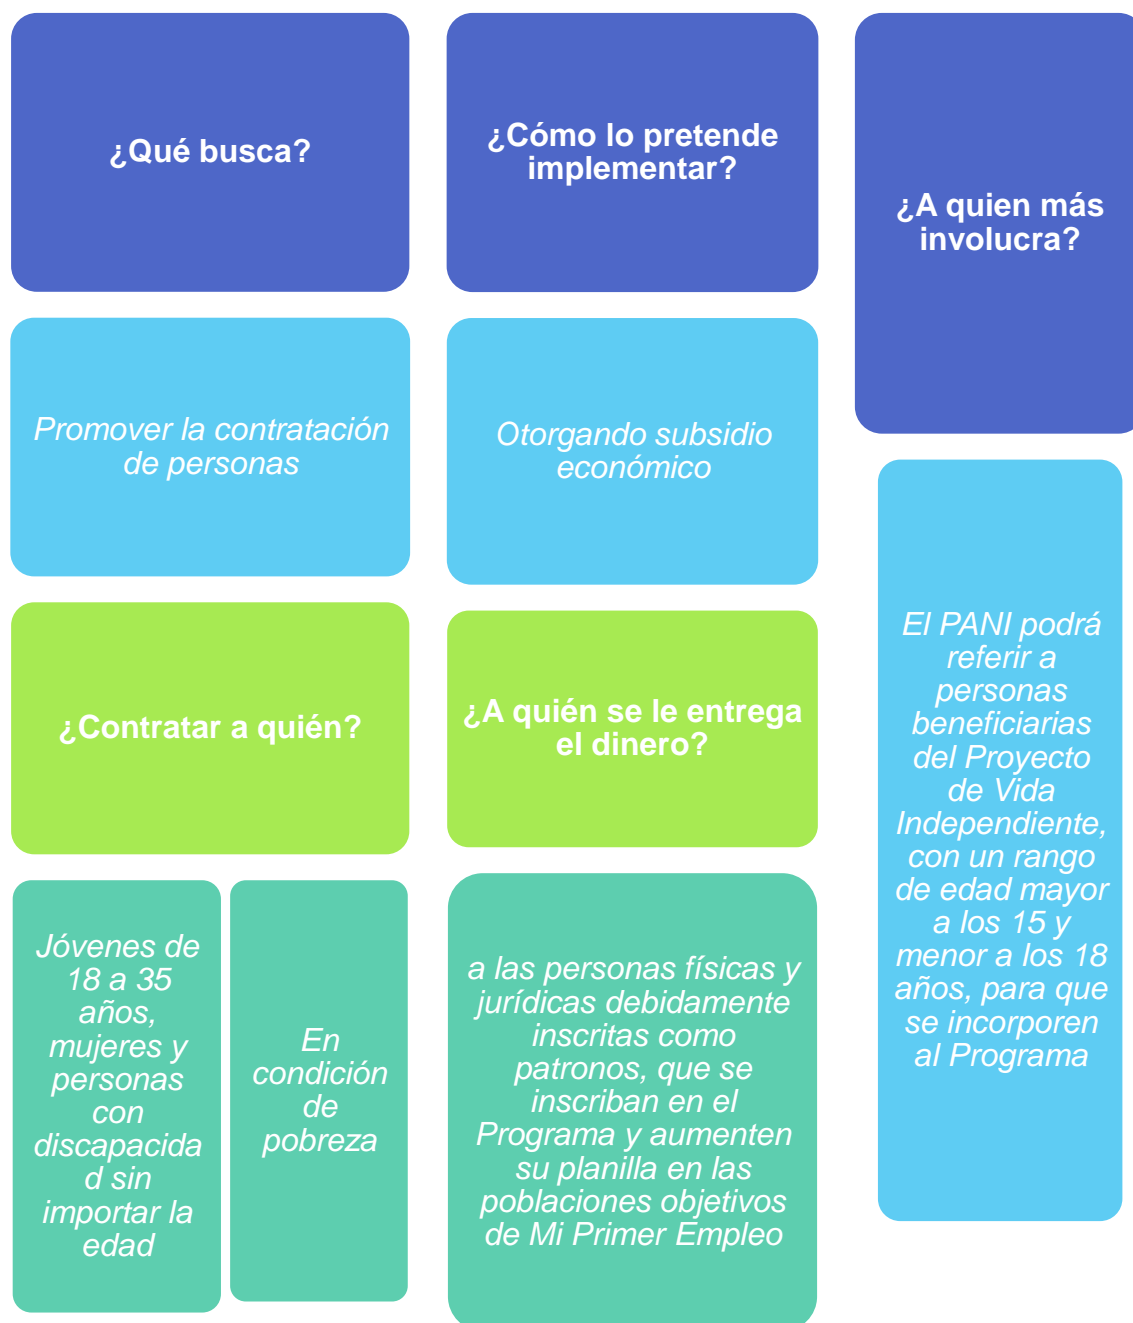 ¿Qué busca?
Promover la contratación
de personas
¿Contratar a quién?
Jóvenes de
18 a 35
años,
mujeres y
personas
con
discapacida
d sin
importar la
edad
En
condición
de
pobreza
¿Cómo lo pretende
implementar?
Otorgando subsidio
económico
¿A quién se le entrega
el dinero?
a las personas físicas y
jurídicas debidamente
inscritas como
patronos, que se
inscriban en el
Programa y aumenten
su planilla en las
poblaciones objetivos
de Mi Primer Empleo
¿A quien más
involucra?
El PANI podrá
referir a
personas
beneficiarias
del Proyecto
de Vida
Independiente,
con un rango
de edad mayor
a los 15 y
menor a los 18
años, para que
se incorporen
al Programa